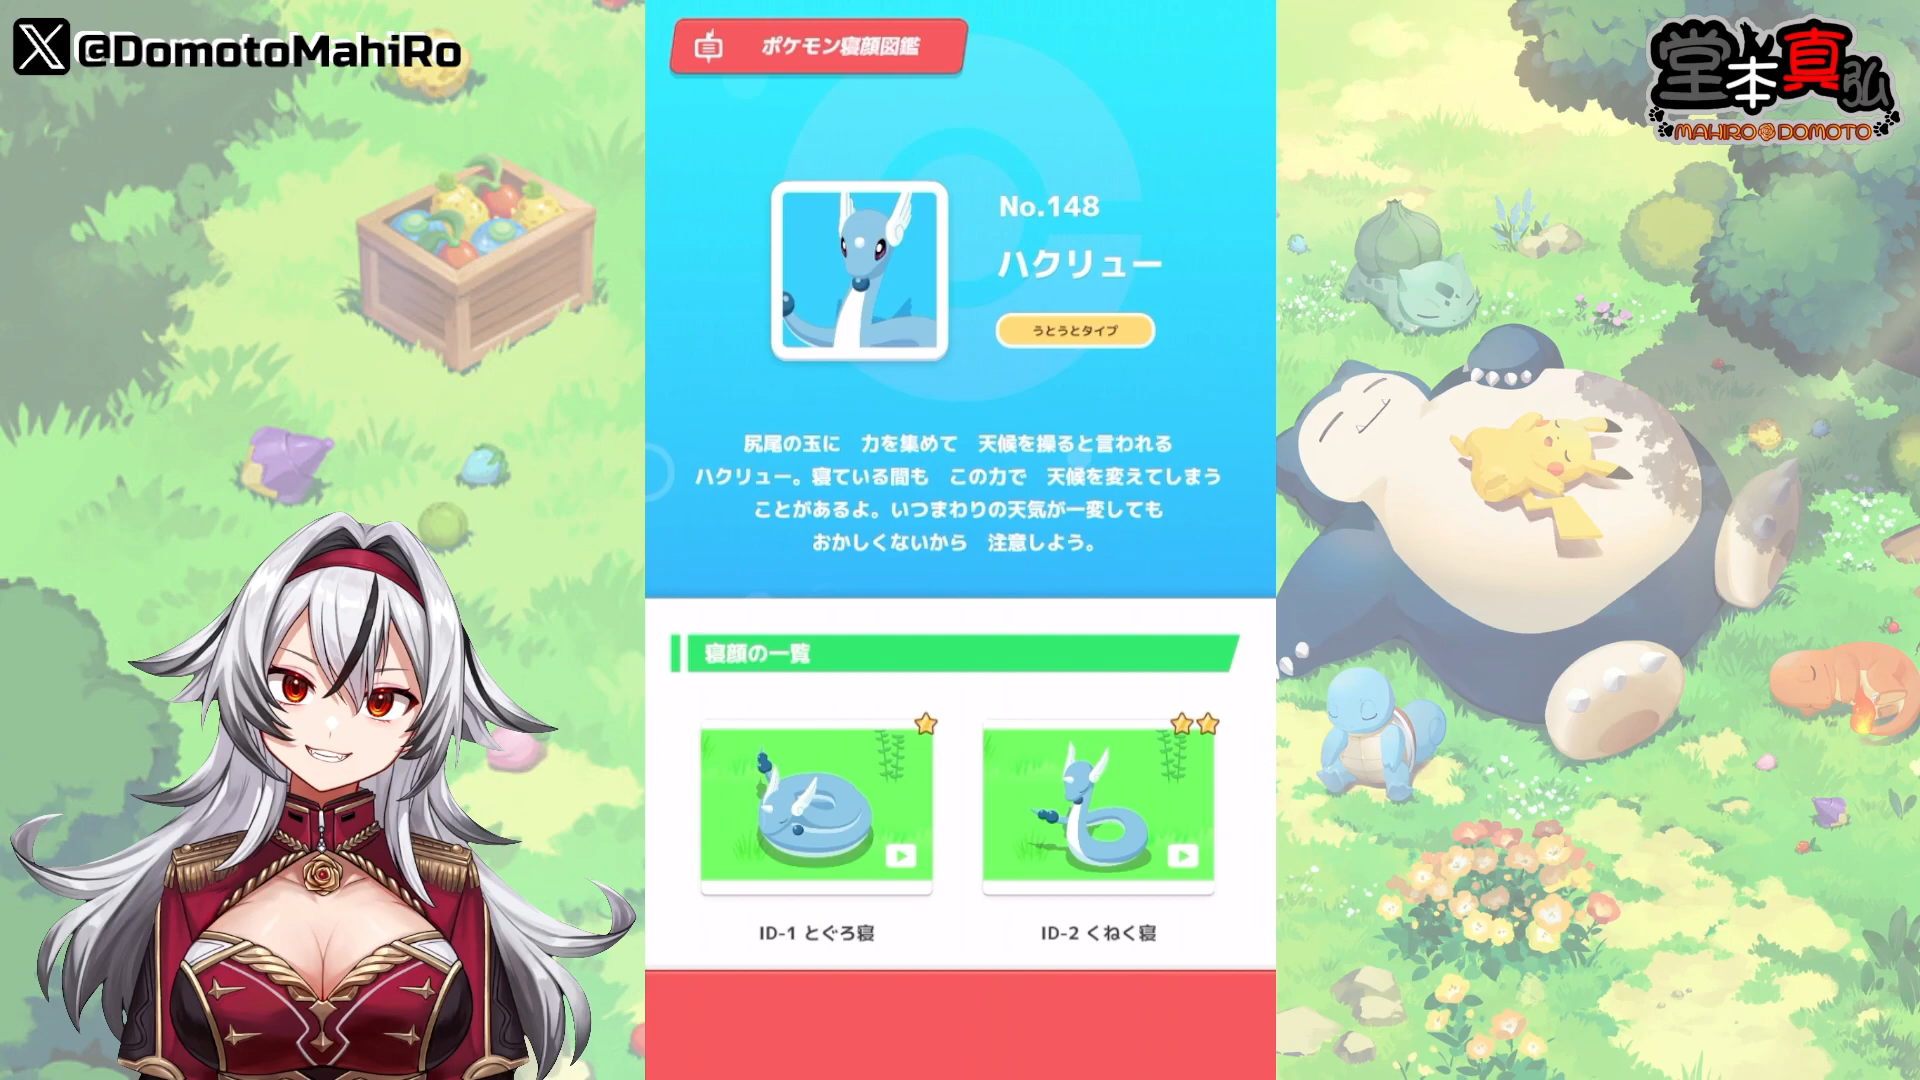 @DomotoMahiRo
ポケモン寝顔図鑑
堂本真弘
MAHIRO DOMOTO
No.148
ハクリュー
うとうとタイプ
尻尾の玉に　力を集めて　天候を操ると言われる
ハクリュー。寝ている間も　この力で　天候を変えてしまう
ことがあるよ。いつまわりの天気が一変しても
おかしくないから　注意しよう。
寝顔の一覧
ID-1 とぐろ寝
ID-2 くねく寝